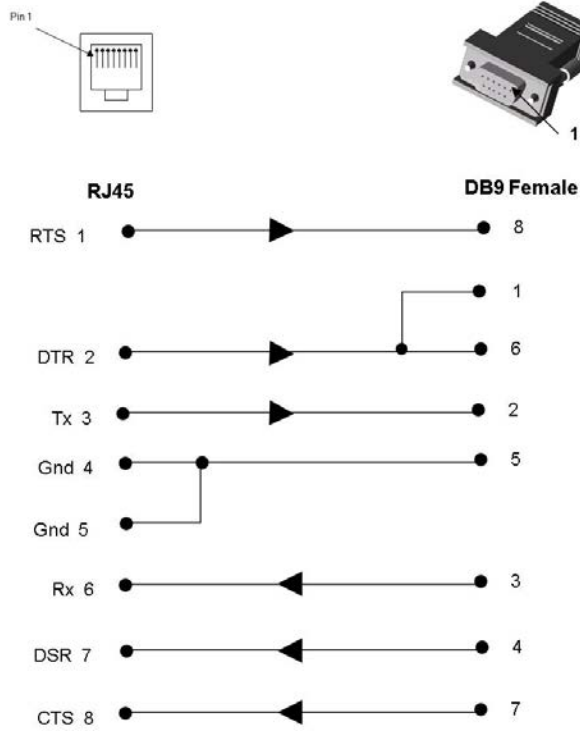 Pin 1
1
RJ45 DB9 Female
RTS 1 8
1
DTR 2 6
Tx 3 2
Gnd 4 5
Gnd 5
Rx 6 3
DSR 7 4
CTS 8 7